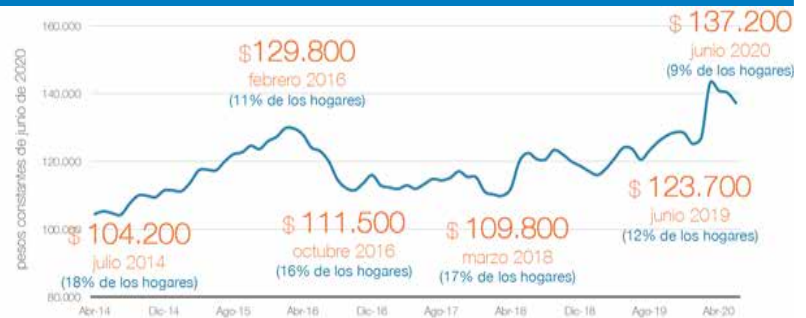 160.000
140.000
120.000
100.000
80.000
pesos constantes de junio de 2020
$ 104.200
julio 2014
(18% de los hogares)
$129.800
febrero 2016
(11% de los hogares)
$ 111.500
octubre 2016
(16% de los hogares)
$ 109.800
marzo 2018
(17% de los hogares)
$ 123.700
junio 2019
(12% de los hogares)
$ 137.200
junio 2020
(9% de los hogares)
Abr-14
Dic-14
Ago-15
Abr-16
Dic-16
Ago-17
Abr-18
Dic-18
Ago-19
Abr-20